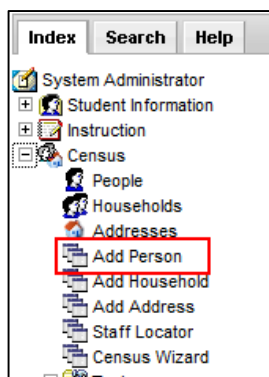 Index Search Help
System Administrator
Student Information
Instruction
Census
People
Households
Addresses
Add Person
Add Household
Add Address
Staff Locator
Census Wizard